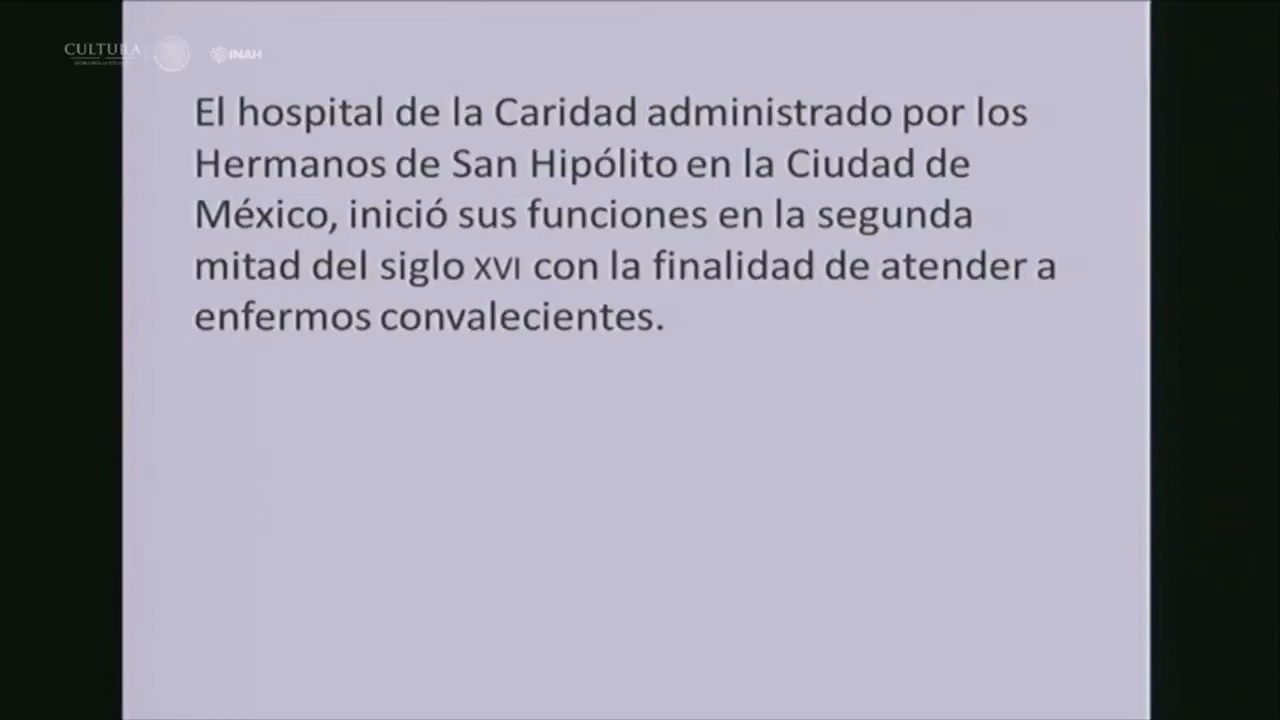 CULTURA
INAH
El hospital de la Caridad administrado por los
Hermanos de San Hipólito en la Ciudad de
México, inició sus funciones en la segunda
mitad del siglo XVI con la finalidad de atender a
enfermos convalecientes.